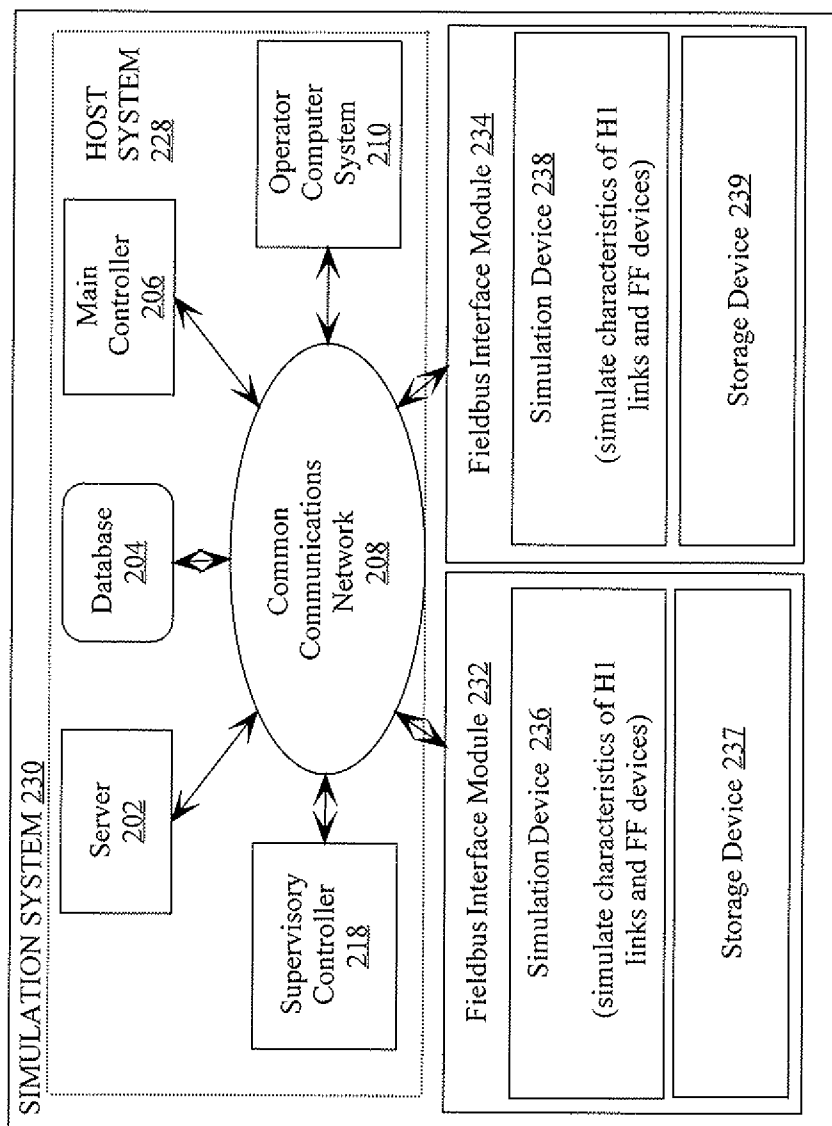 SIMULATION SYSTEM 230
HOST
SYSTEM
228
Server
202
Database
204
Main
Controller
206
Supervisory
Controller
218
Common
Communications
Network
208
Operator
Computer
System
210
Fieldbus Interface Module 232
Simulation Device 236
(simulate characteristics of H1
links and FF devices)
Storage Device 237
Fieldbus Interface Module 234
Simulation Device 238
(simulate characteristics of H1
links and FF devices)
Storage Device 239